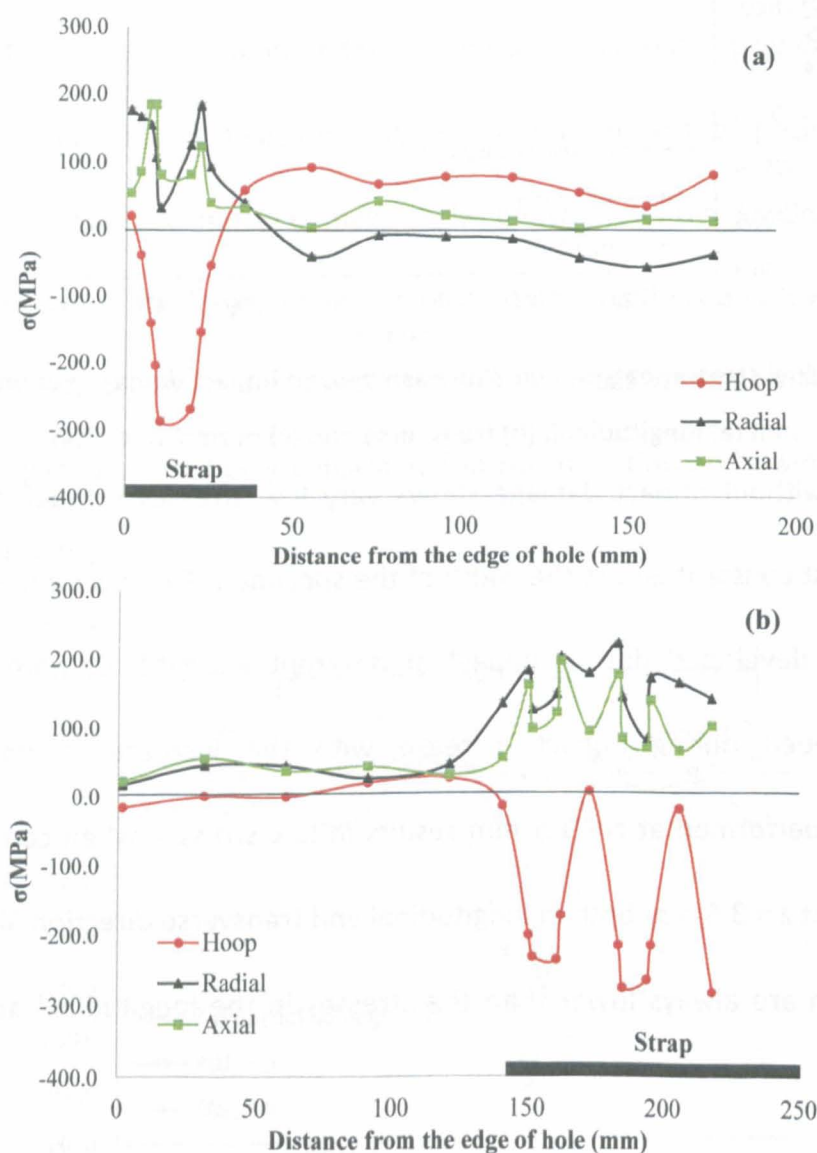 (a)
300.0
200.0
100.0
0.0
-100.0
-200.0
-300.0
-400.0
σ(MPa)
Hoop
Radial
Axial
Strap
0 50 100 150 200
Distance from the edge of hole (mm)
(b)
300.0
200.0
100.0
0.0
-100.0
-200.0
-300.0
-400.0
σ(MPa)
Hoop
Radial
Axial
Strap
0 50 100 150 200 250
Distance from the edge of hole (mm)